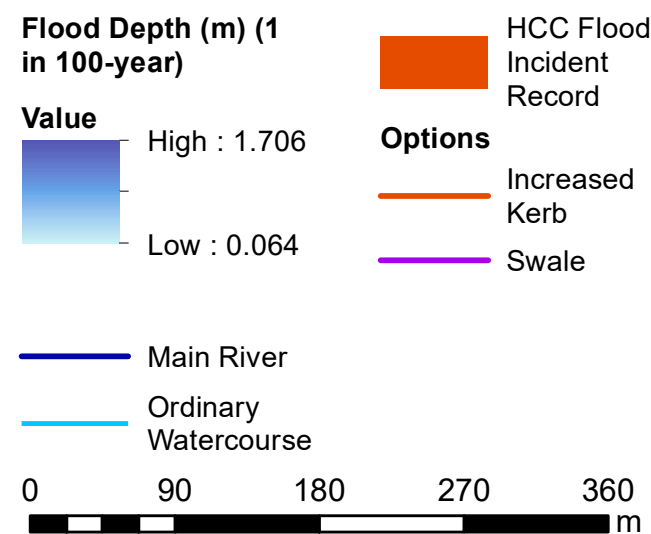 Flood Depth (m) (1
in 100-year)
Value
High : 1.706
Low : 0.064
Main River
Ordinary
Watercourse
HCC Flood
Incident
Record
Options
Increased
Kerb
Swale
0 90 180 270 360
m